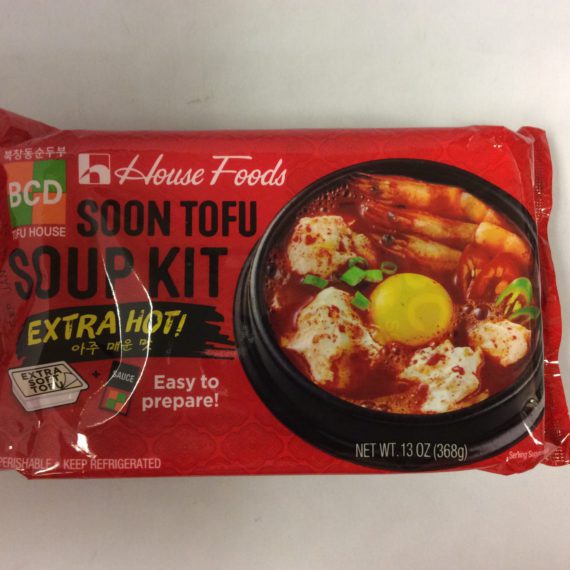 북창동순두부
BCD
TOFU HOUSE
House Foods
SOON TOFU
SOUP KIT
EXTRA HOT!
아주 매운 맛
EXTRA
SOFT
TOFU
+
SAUCE
Easy to
prepare!
NET WT. 13 OZ (368g)
PERISHABLE • KEEP REFRIGERATED
Serving